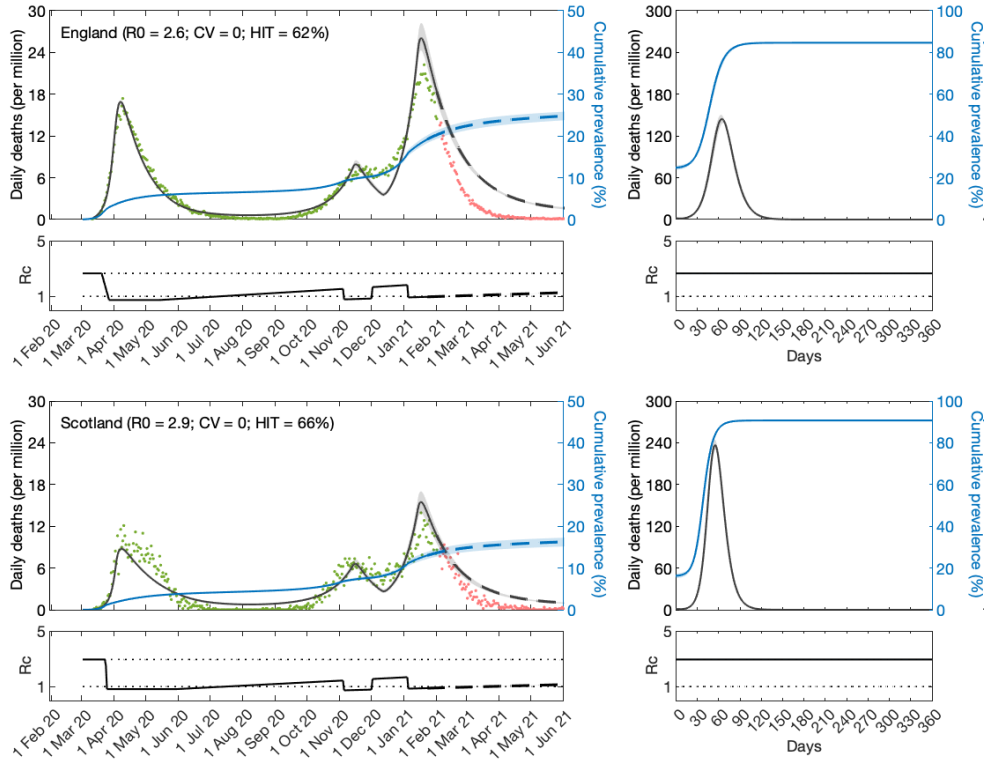 England (R0 = 2.6; CV = 0; HIT = 62%)
Daily deaths (per million)
30
24
18
12
6
0
50
40
30
20
10
0
Cumulative prevalence (%)
Daily deaths (per million)
300
240
180
120
60
0
100
80
60
40
20
0
Cumulative prevalence (%)
Rc
5
1
1 Feb 20
1 Mar 20
1 Apr 20
1 May 20
1 Jun 20
1 Jul 20
1 Aug 20
1 Sep 20
1 Oct 20
1 Nov 20
1 Dec 20
1 Jan 21
1 Feb 21
1 Mar 21
1 Apr 21
1 May 21
1 Jun 21
Rc
5
1
0
30
60
90
120
150
180
210
240
270
300
330
360
Days
Scotland (R0 = 2.9; CV = 0; HIT = 66%)
Daily deaths (per million)
30
24
18
12
6
0
50
40
30
20
10
0
Cumulative prevalence (%)
Daily deaths (per million)
300
240
180
120
60
0
100
80
60
40
20
0
Cumulative prevalence (%)
Rc
5
1
1 Feb 20
1 Mar 20
1 Apr 20
1 May 20
1 Jun 20
1 Jul 20
1 Aug 20
1 Sep 20
1 Oct 20
1 Nov 20
1 Dec 20
1 Jan 21
1 Feb 21
1 Mar 21
1 Apr 21
1 May 21
1 Jun 21
Rc
5
1
0
30
60
90
120
150
180
210
240
270
300
330
360
Days